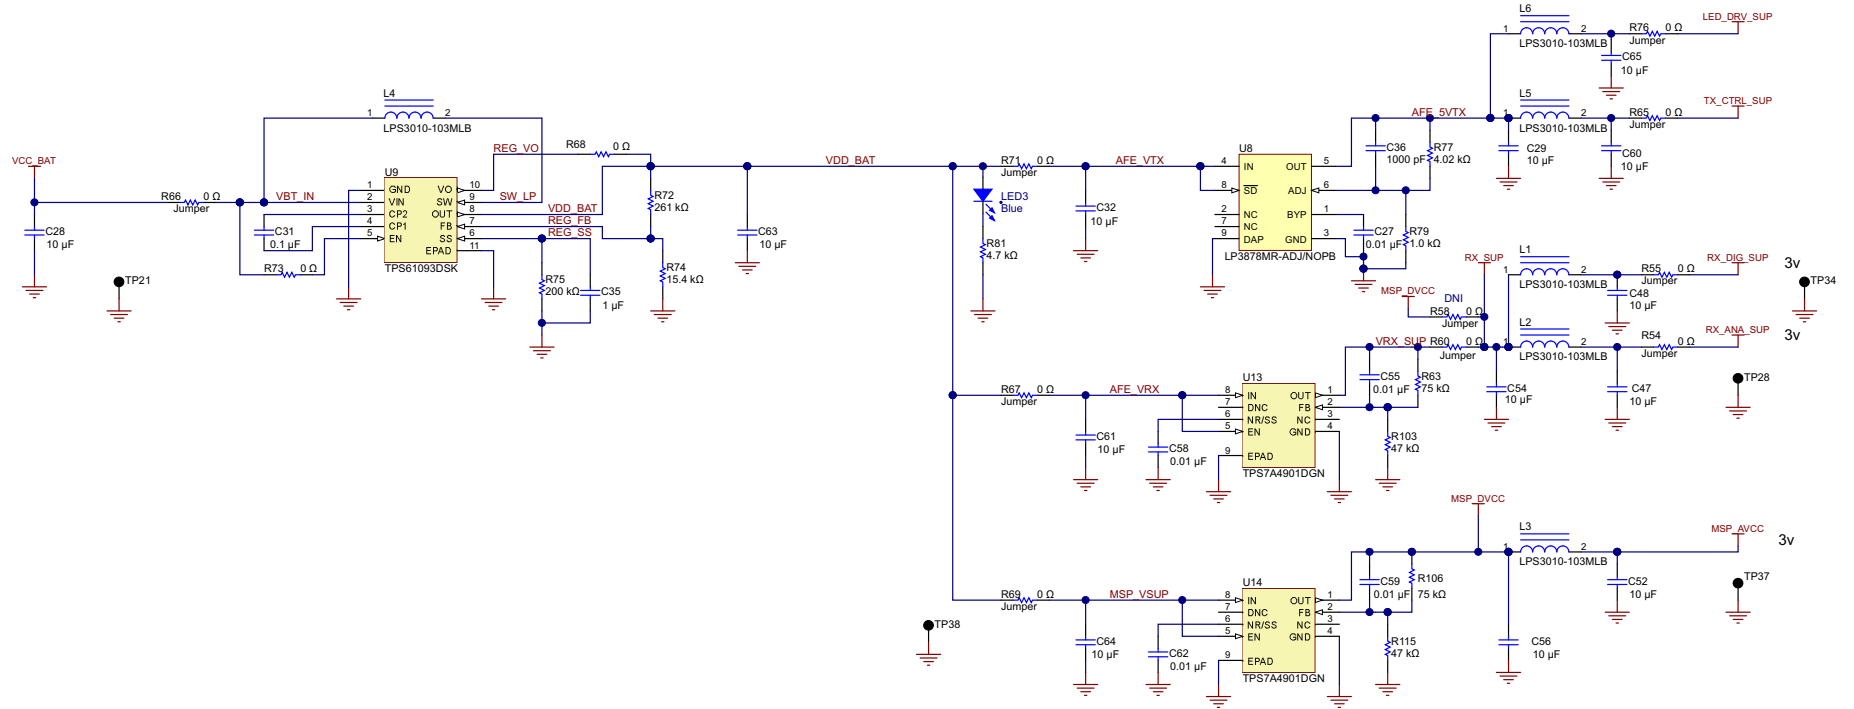 VCC_BAT
C28
10 µF
R66 0 Ω
Jumper
VBT_IN
TP21
L4
1 2
LPS3010-103MLB
C31
0.1 µF
R73 0 Ω
U9
1 GND VO 10
2 VIN SW 9
3 CP2 OUT 8
4 CP1 FB 7
5 EN SS 6
EPAD 11
TPS61093DSK
REG_VO
SW_LP
VDD_BAT
REG_FB
REG_SS
R68 0 Ω
R72
261 kΩ
R75
200 kΩ
C35
1 µF
R74
15.4 kΩ
C63
10 µF
VDD_BAT
LED3
Blue
R81
4.7 kΩ
R71 0 Ω
Jumper
AFE_VTX
C32
10 µF
U8
4 IN OUT 5
8 SD ADJ 6
2 NC BYP 1
7 NC
9 DAP GND 3
LP3878MR-ADJ/NOPB
C36
1000 pF
R77
4.02 kΩ
C27
0.01 µF
R79
1.0 kΩ
AFE_5VTX
L6
1 2
LPS3010-103MLB
R76 0 Ω
Jumper
LED_DRV_SUP
C65
10 µF
L5
1 2
LPS3010-103MLB
C29
10 µF
R65 0 Ω
Jumper
TX_CTRL_SUP
C60
10 µF
R67 0 Ω
Jumper
AFE_VRX
C61
10 µF
C58
0.01 µF
U13
8 IN OUT 1
7 DNC FB 2
6 NR/SS NC 3
5 EN GND 4
9 EPAD
TPS7A4901DGN
C55
0.01 µF
R63
75 kΩ
R103
47 kΩ
VRX_SUP
R60 0 Ω
Jumper
MSP_DVCC
DNI
R58 0 Ω
Jumper
RX_SUP
L1
1 2
LPS3010-103MLB
R55 0 Ω
Jumper
RX_DIG_SUP
3v
TP34
C48
10 µF
L2
1 2
LPS3010-103MLB
R54 0 Ω
Jumper
RX_ANA_SUP
3v
TP28
C54
10 µF
C47
10 µF
R69 0 Ω
Jumper
MSP_VSUP
TP38
C64
10 µF
C62
0.01 µF
U14
8 IN OUT 1
7 DNC FB 2
6 NR/SS NC 3
5 EN GND 4
9 EPAD
TPS7A4901DGN
C59
0.01 µF
R106
75 kΩ
R115
47 kΩ
MSP_DVCC
L3
1 2
LPS3010-103MLB
MSP_AVCC
3v
TP37
C56
10 µF
C52
10 µF